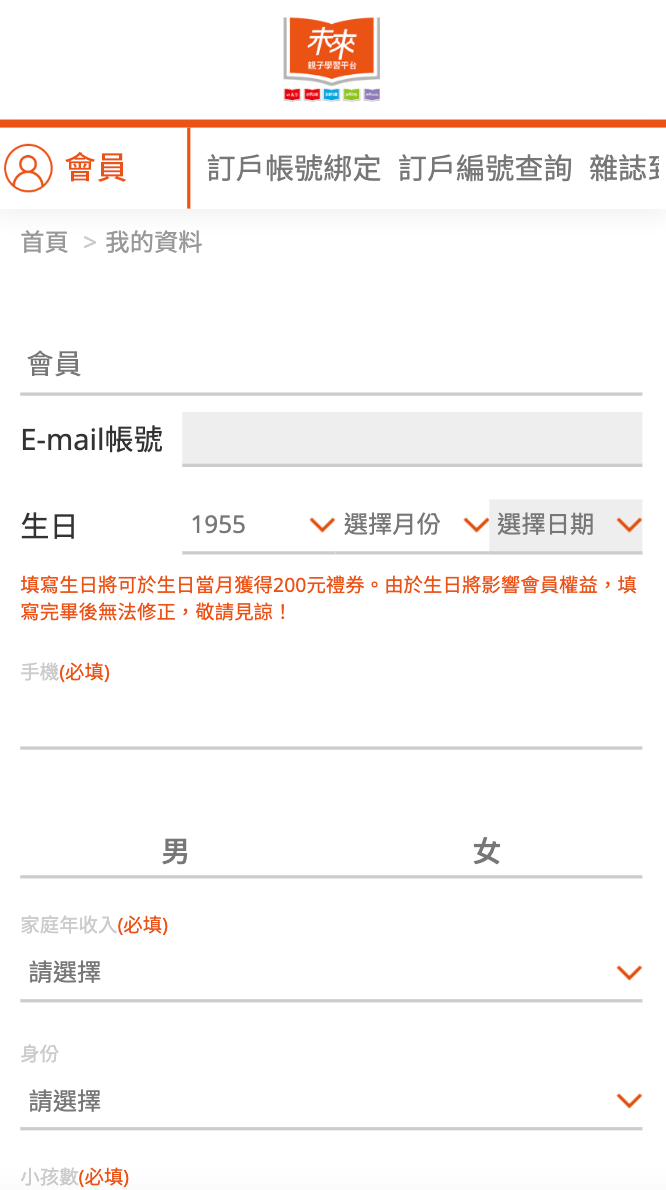 未來
親子學習平台
會員
訂戶帳號綁定 訂戶編號查詢 雜誌
首頁 > 我的資料
會員
E-mail帳號
生日 1955 選擇月份 選擇日期
填寫生日將可於生日當月獲得200元禮券。由於生日將影響會員權益，填
寫完畢後無法修正，敬請見諒！
手機(必填)
男 女
家庭年收入(必填)
請選擇
身份
請選擇
小孩數(必填)